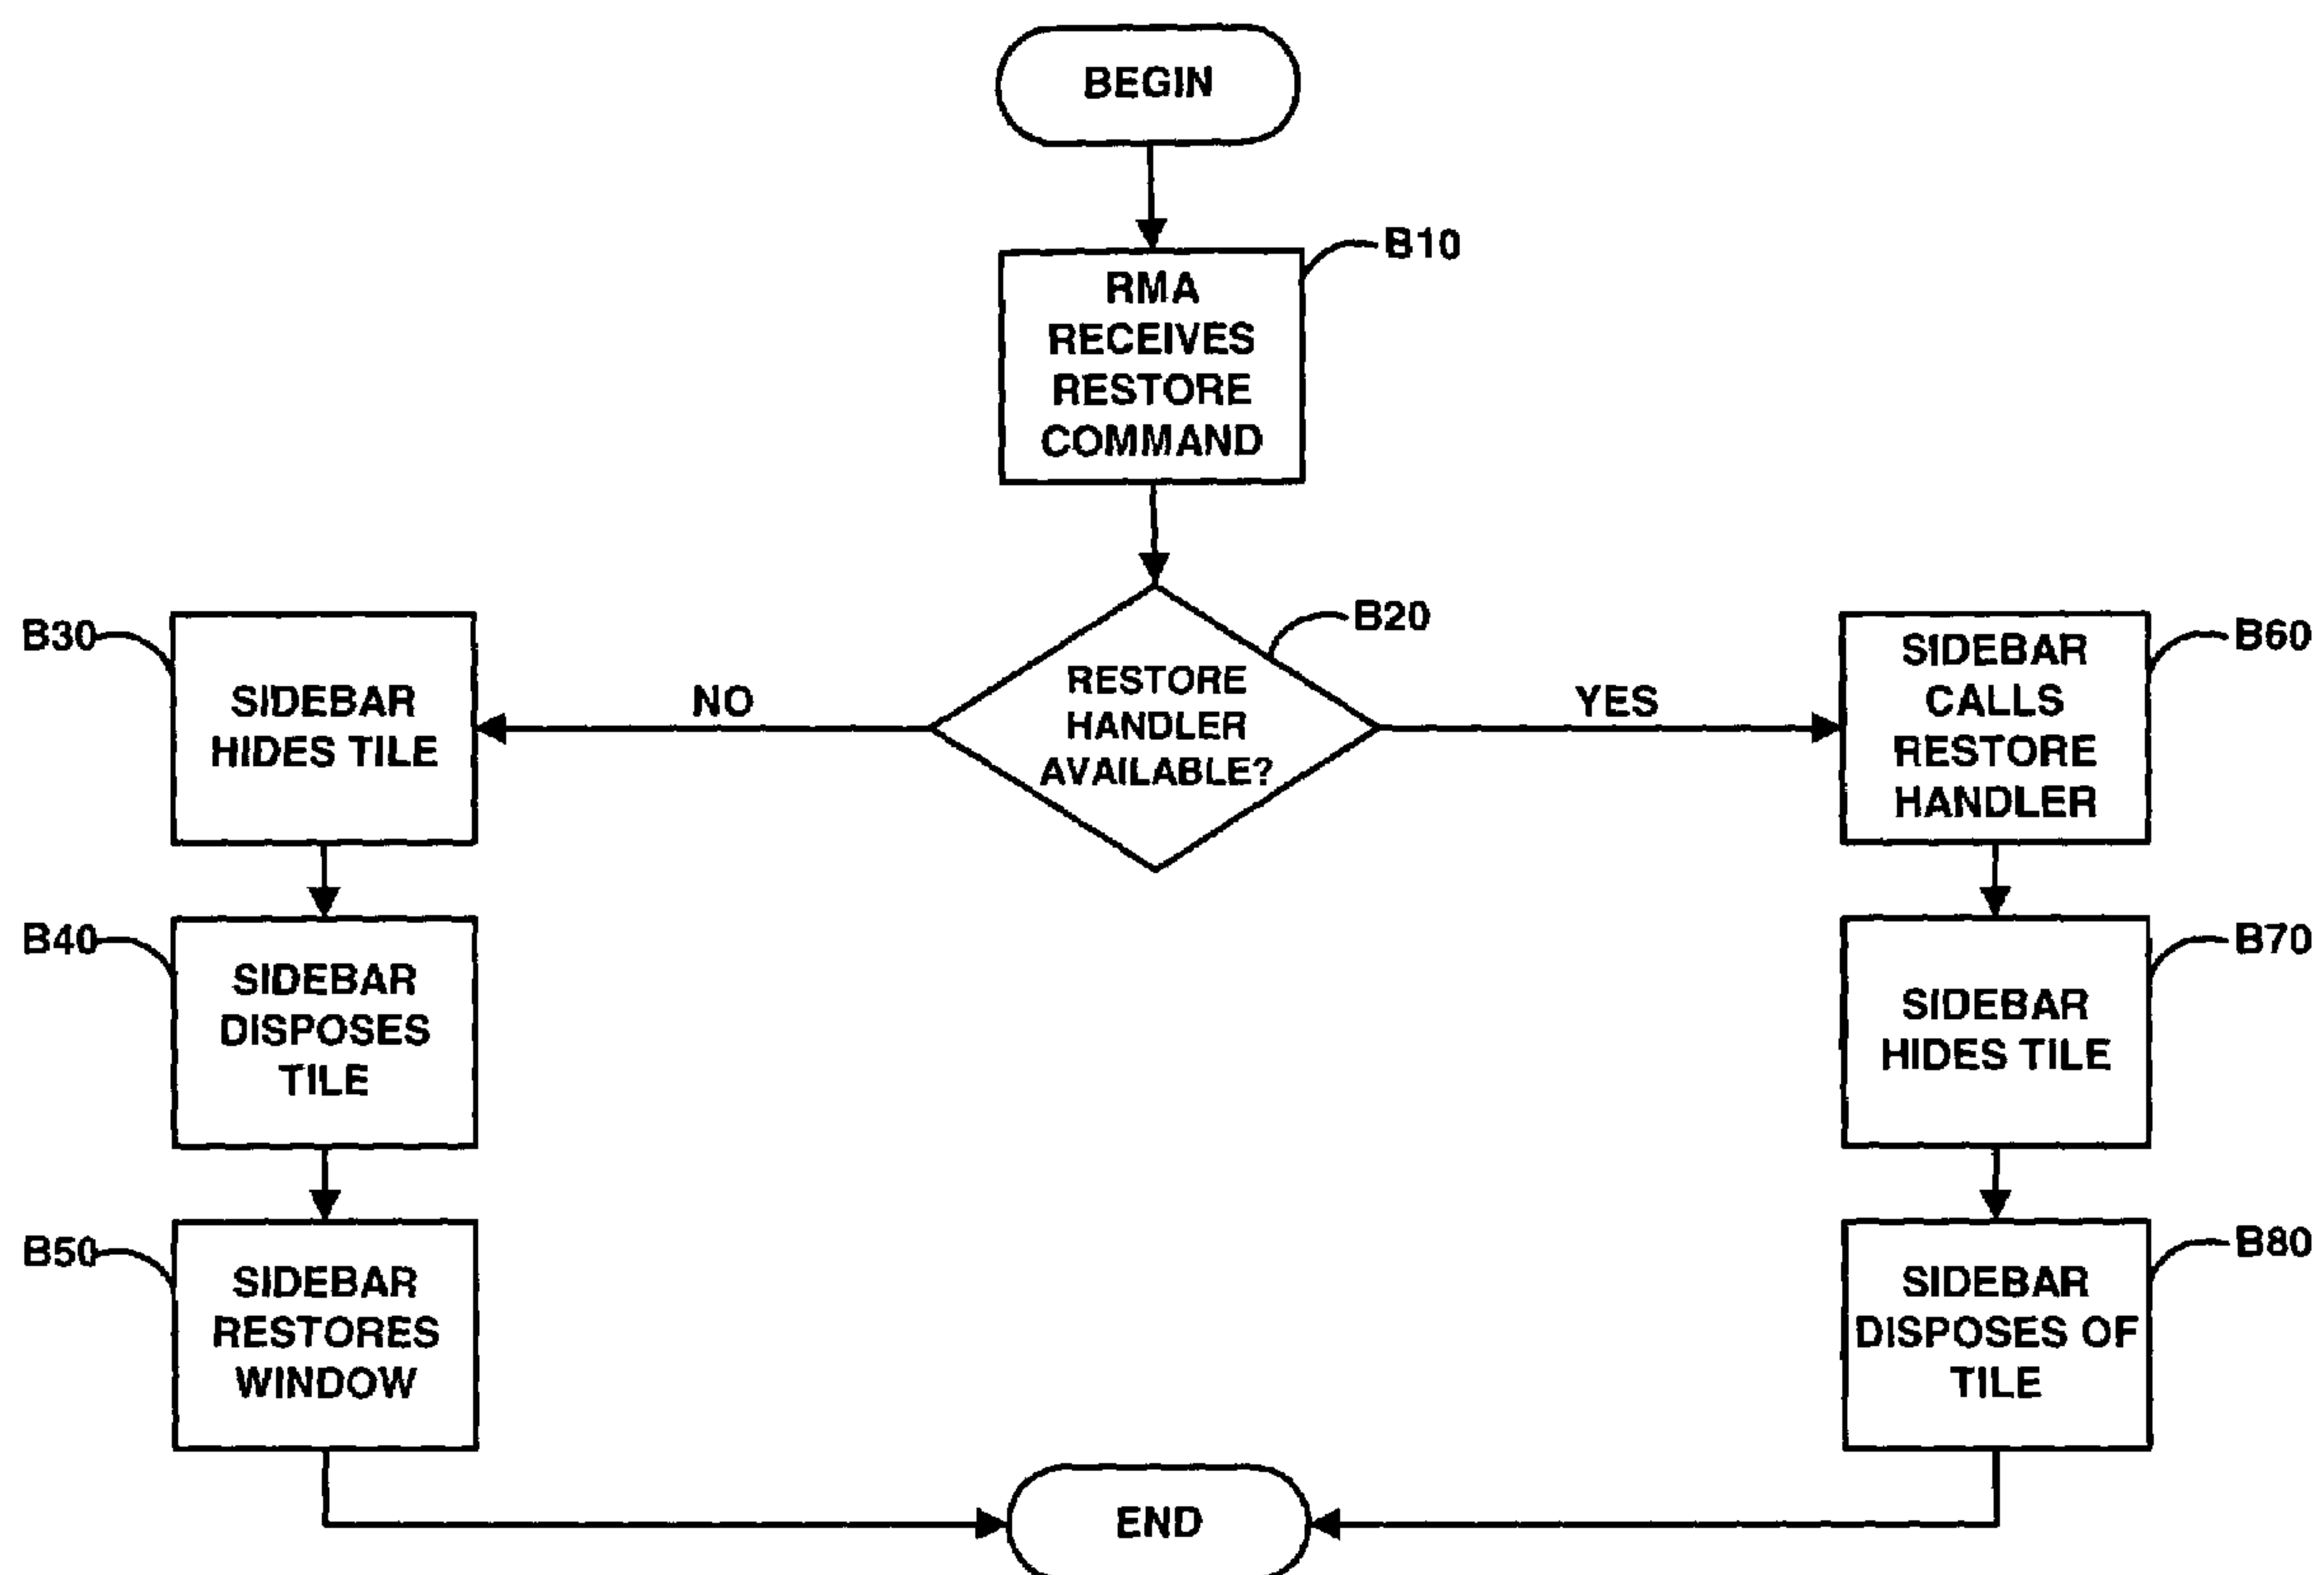 BEGIN
B10
RMA
RECEIVES
RESTORE
COMMAND
B20
RESTORE
HANDLER
AVAILABLE?
NO
YES
B30
SIDEBAR
HIDES TILE
B40
SIDEBAR
DISPOSES
TILE
B50
SIDEBAR
RESTORES
WINDOW
B60
SIDEBAR
CALLS
RESTORE
HANDLER
B70
SIDEBAR
HIDES TILE
B80
SIDEBAR
DISPOSES OF
TILE
END